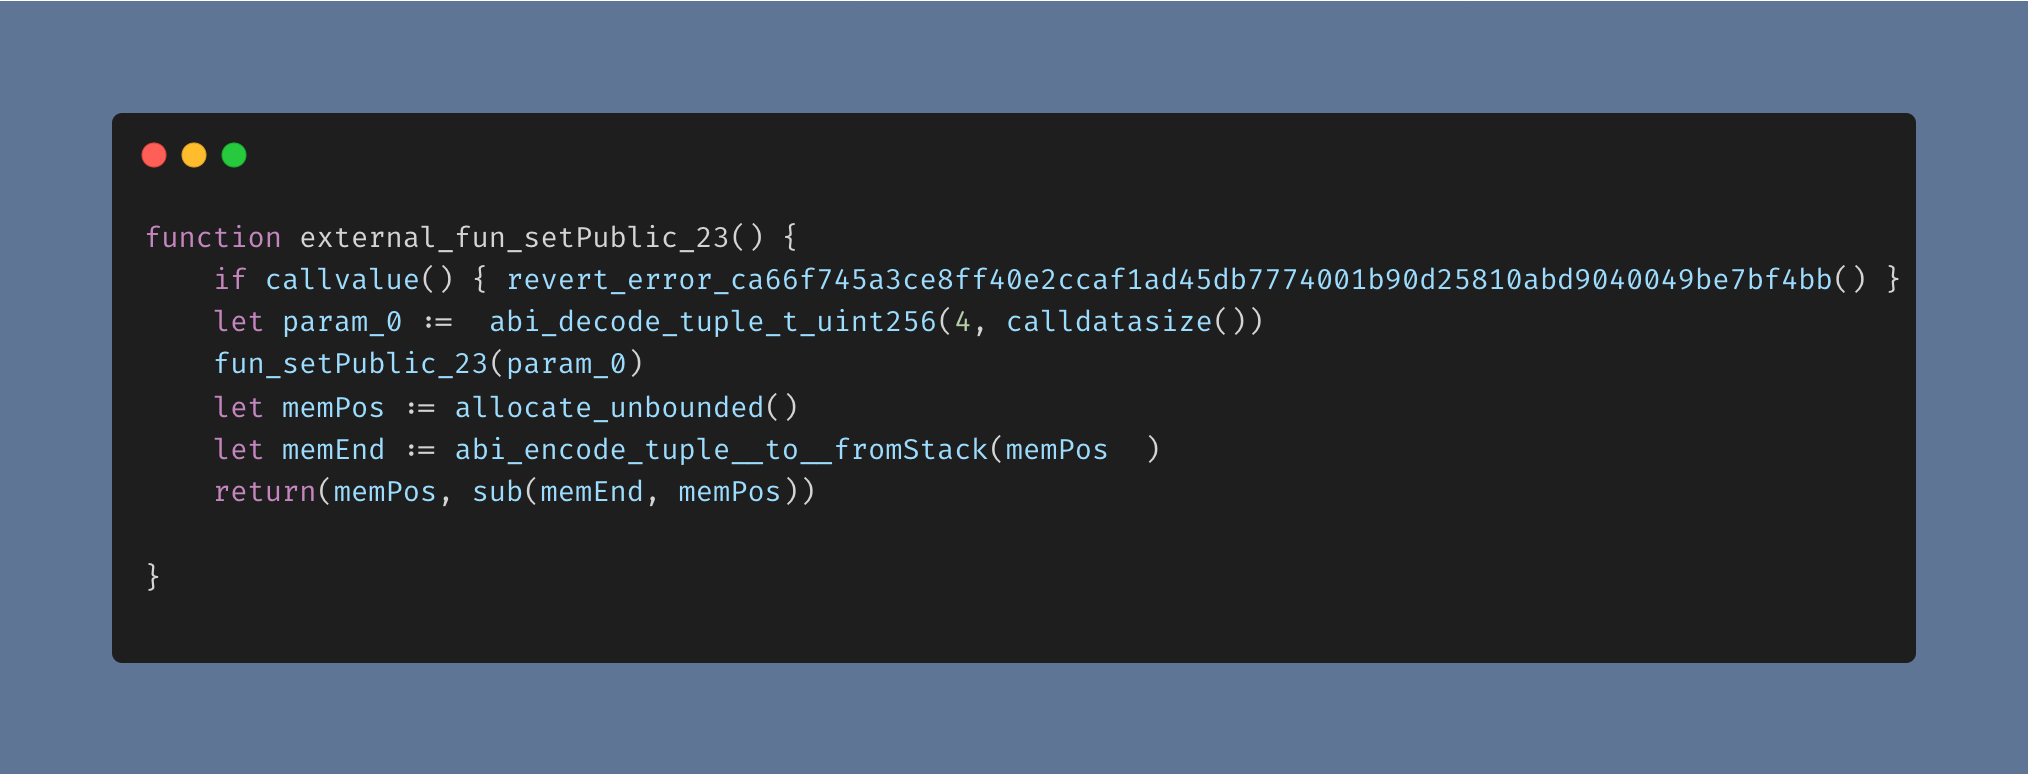 function external_fun_setPublic_23() {
    if callvalue() { revert_error_ca66f745a3ce8ff40e2ccaf1ad45db7774001b90d25810abd9040049be7bf4bb() }
    let param_0 :=  abi_decode_tuple_t_uint256(4, calldatasize())
    fun_setPublic_23(param_0)
    let memPos := allocate_unbounded()
    let memEnd := abi_encode_tuple__to__fromStack(memPos  )
    return(memPos, sub(memEnd, memPos))
}